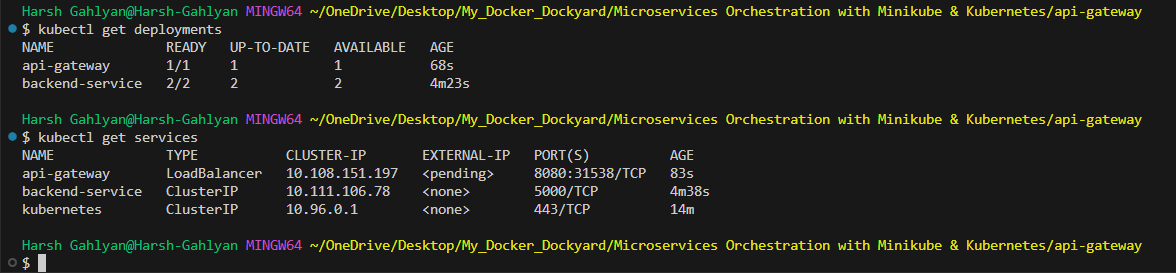 Harsh Gahlyan@Harsh-Gahlyan MINGW64 ~/OneDrive/Desktop/My_Docker_Dockyard/Microservices Orchestration with Minikube & Kubernetes/api-gateway
$ kubectl get deployments
NAME READY UP-TO-DATE AVAILABLE AGE
api-gateway 1/1 1 1 68s
backend-service 2/2 2 2 4m23s
Harsh Gahlyan@Harsh-Gahlyan MINGW64 ~/OneDrive/Desktop/My_Docker_Dockyard/Microservices Orchestration with Minikube & Kubernetes/api-gateway
$ kubectl get services
NAME TYPE CLUSTER-IP EXTERNAL-IP PORT(S) AGE
api-gateway LoadBalancer 10.108.151.197 <pending> 8080:31538/TCP 83s
backend-service ClusterIP 10.111.106.78 <none> 5000/TCP 4m38s
kubernetes ClusterIP 10.96.0.1 <none> 443/TCP 14m
Harsh Gahlyan@Harsh-Gahlyan MINGW64 ~/OneDrive/Desktop/My_Docker_Dockyard/Microservices Orchestration with Minikube & Kubernetes/api-gateway
$